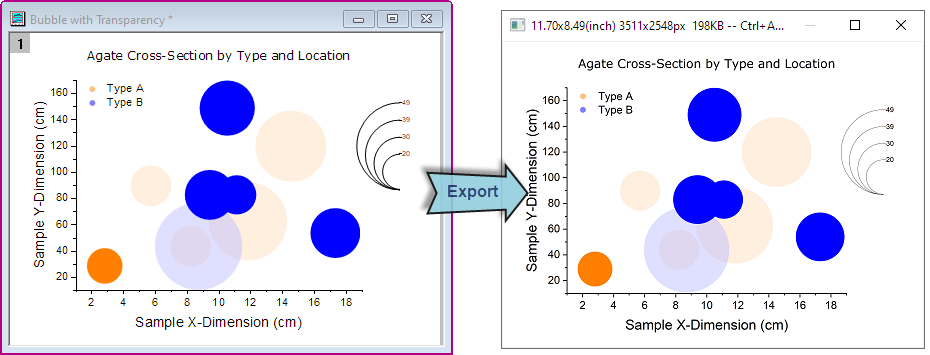 Bubble with Transparency *
1
Agate Cross-Section by Type and Location
Type A
Type B
160
140
120
100
80
60
40
20
Sample Y-Dimension (cm)
2 4 6 8 10 12 14 16 18
Sample X-Dimension (cm)
49
39
30
20
Export
11.70x8.49(inch) 3511x2548px 198KB -- Ctrl+A...
Agate Cross-Section by Type and Location
Type A
Type B
160
140
120
100
80
60
40
20
Sample Y-Dimension (cm)
2 4 6 8 10 12 14 16 18
Sample X-Dimension (cm)
49
39
30
20